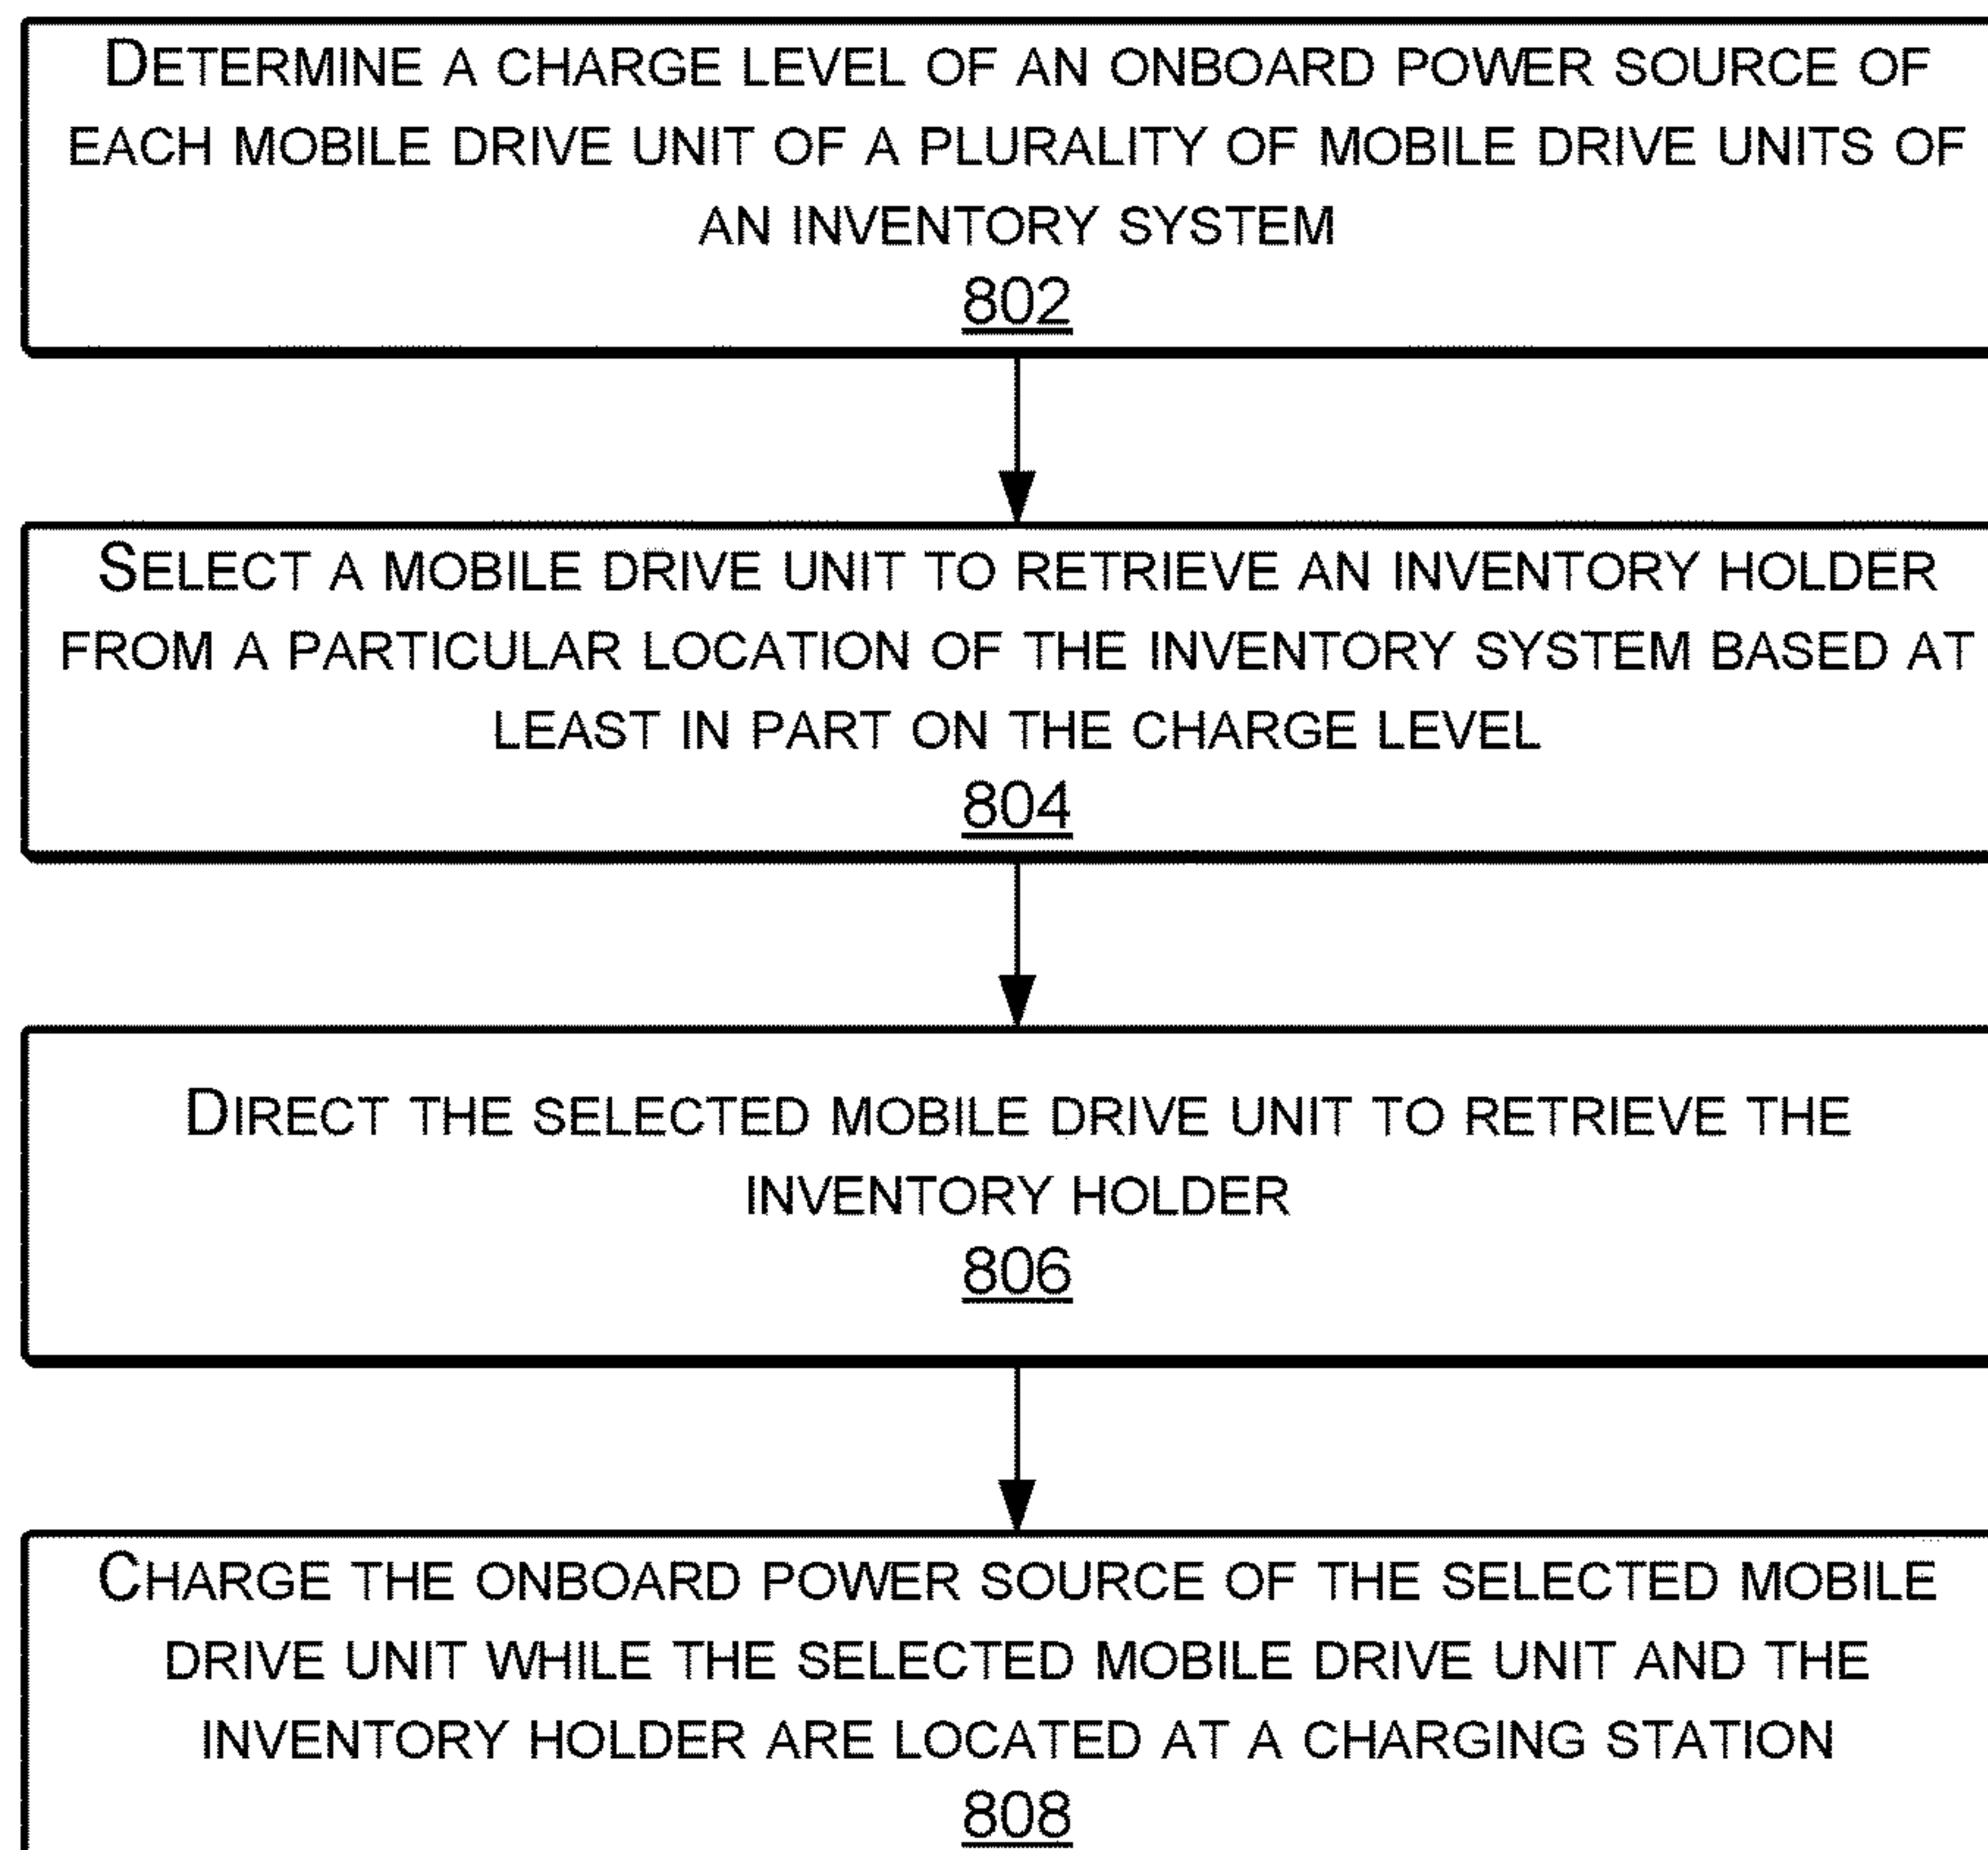 DETERMINE A CHARGE LEVEL OF AN ONBOARD POWER SOURCE OF
EACH MOBILE DRIVE UNIT OF A PLURALITY OF MOBILE DRIVE UNITS OF
AN INVENTORY SYSTEM
802
SELECT A MOBILE DRIVE UNIT TO RETRIEVE AN INVENTORY HOLDER
FROM A PARTICULAR LOCATION OF THE INVENTORY SYSTEM BASED AT
LEAST IN PART ON THE CHARGE LEVEL
804
DIRECT THE SELECTED MOBILE DRIVE UNIT TO RETRIEVE THE
INVENTORY HOLDER
806
CHARGE THE ONBOARD POWER SOURCE OF THE SELECTED MOBILE
DRIVE UNIT WHILE THE SELECTED MOBILE DRIVE UNIT AND THE
INVENTORY HOLDER ARE LOCATED AT A CHARGING STATION
808